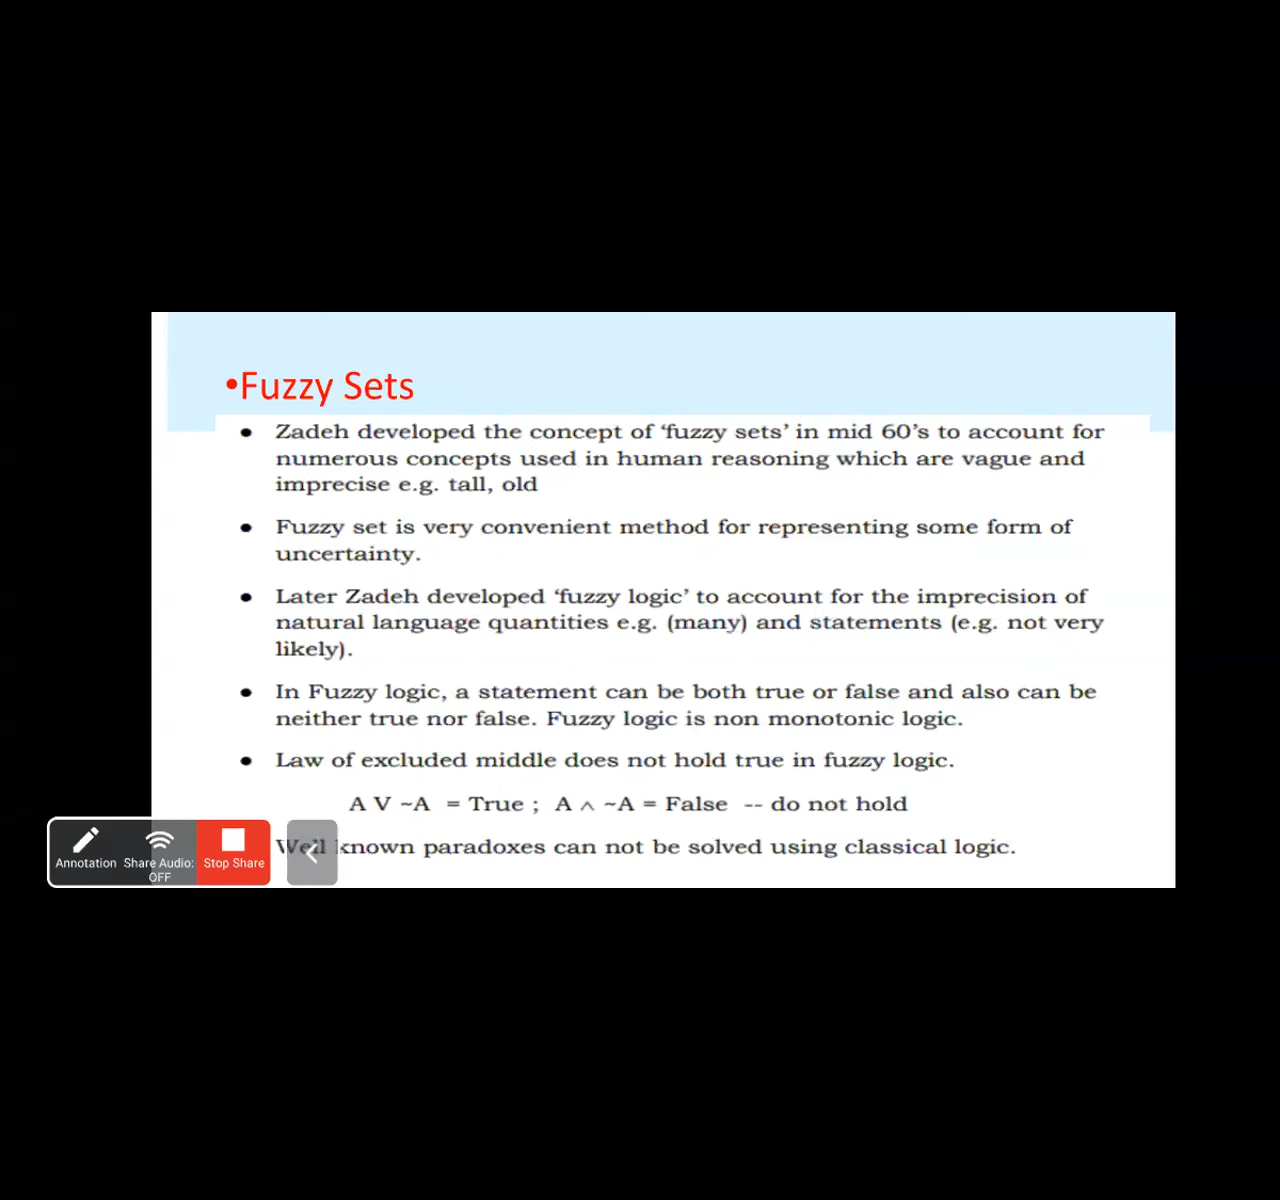 •Fuzzy Sets
• Zadeh developed the concept of ‘fuzzy sets’ in mid 60’s to account for
numerous concepts used in human reasoning which are vague and
imprecise e.g. tall, old
• Fuzzy set is very convenient method for representing some form of
uncertainty.
• Later Zadeh developed ‘fuzzy logic’ to account for the imprecision of
natural language quantities e.g. (many) and statements (e.g. not very
likely).
• In Fuzzy logic, a statement can be both true or false and also can be
neither true nor false. Fuzzy logic is non monotonic logic.
• Law of excluded middle does not hold true in fuzzy logic.
A V ~A = True ; A ∧ ~A = False -- do not hold
Well known paradoxes can not be solved using classical logic.
Annotation
Share Audio:
OFF
Stop Share